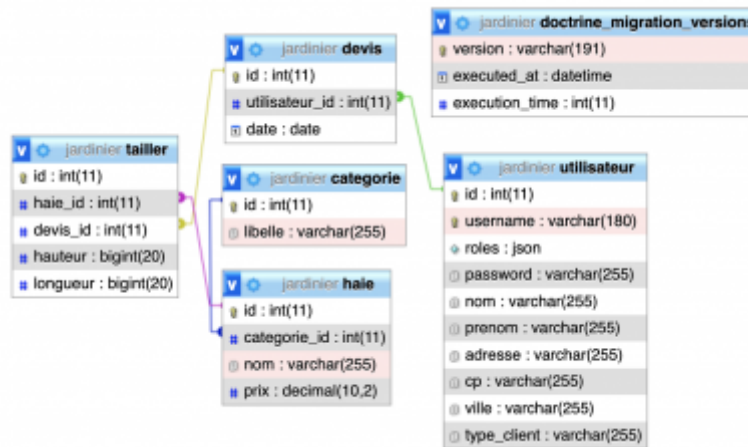 jardinier devis
id : int(11)
utilisateur_id : int(11)
date : date
jardinier doctrine_migration_versions
version : varchar(191)
executed_at : datetime
execution_time : int(11)
jardinier tailler
id : int(11)
haie_id : int(11)
devis_id : int(11)
hauteur : bigint(20)
longueur : bigint(20)
jardinier categorie
id : int(11)
libelle : varchar(255)
jardinier haie
id : int(11)
categorie_id : int(11)
nom : varchar(255)
prix : decimal(10,2)
jardinier utilisateur
id : int(11)
username : varchar(180)
roles : json
password : varchar(255)
nom : varchar(255)
prenom : varchar(255)
adresse : varchar(255)
cp : varchar(255)
ville : varchar(255)
type_client : varchar(255)